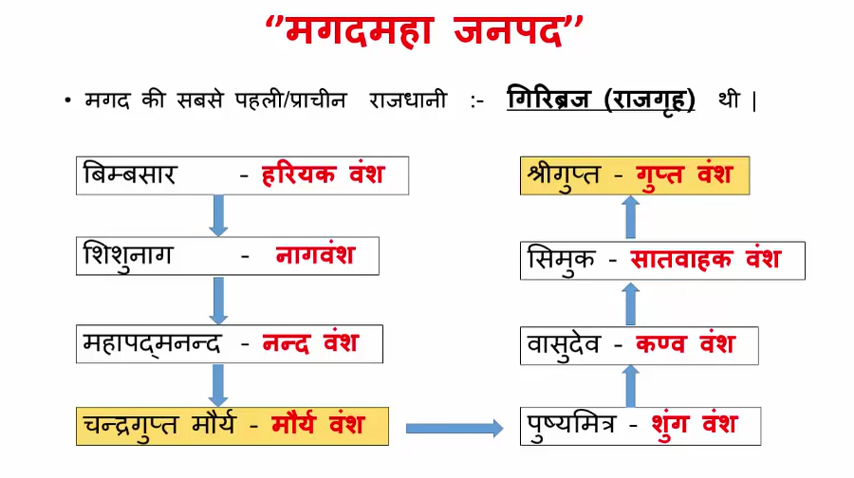 ‘‘मगदमहा जनपद’’
• मगद की सबसे पहली/प्राचीन राजधानी :- गिरिब्रज (राजगृह) थी |
बिम्बसार - हरियक वंश
शिशुनाग - नागवंश
महापद्मनन्द - नन्द वंश
चन्द्रगुप्त मौर्य - मौर्य वंश
पुष्यमित्र - शुंग वंश
वासुदेव - कण्व वंश
सिमुक - सातवाहक वंश
श्रीगुप्त - गुप्त वंश